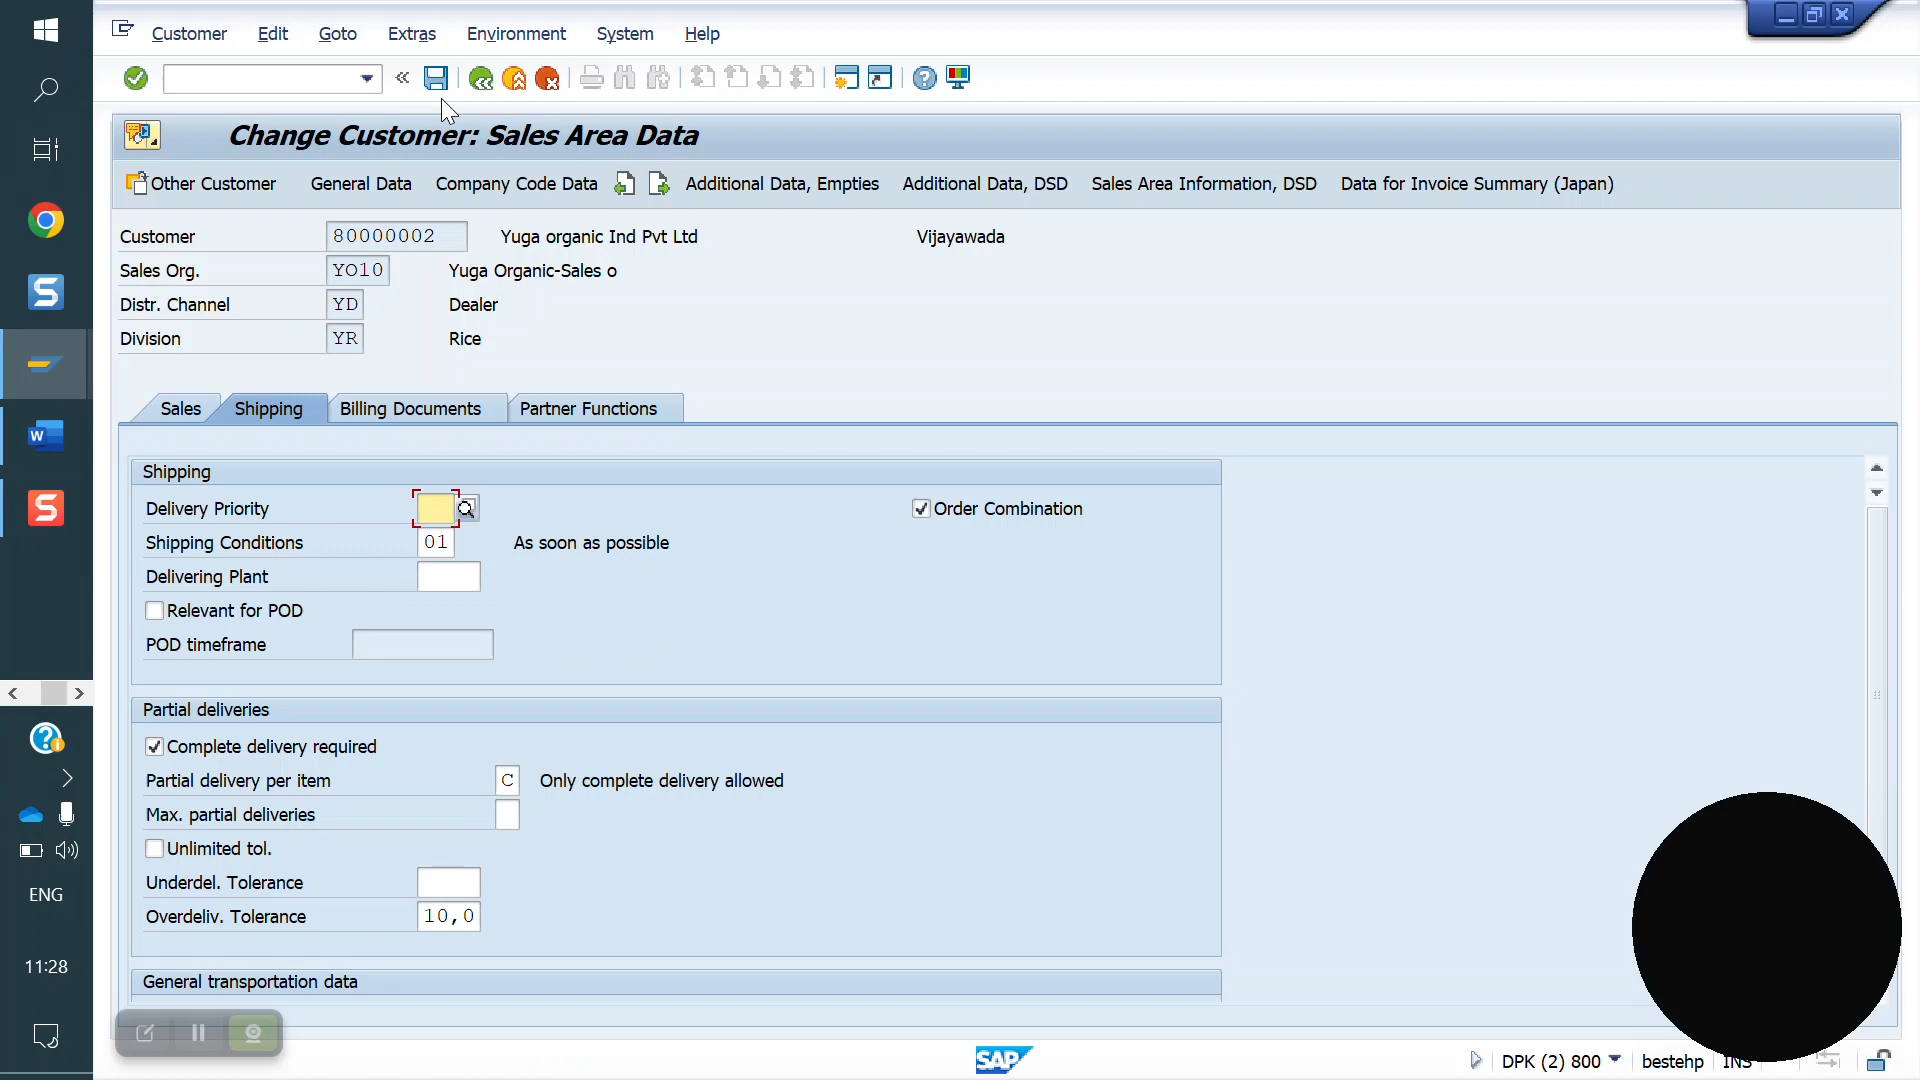 Customer Edit Goto Extras Environment System Help
Change Customer: Sales Area Data
Other Customer General Data Company Code Data Additional Data, Empties Additional Data, DSD Sales Area Information, DSD Data for Invoice Summary (Japan)
Customer 80000002 Yuga organic Ind Pvt Ltd Vijayawada
Sales Org. YO10 Yuga Organic-Sales o
Distr. Channel YD Dealer
Division YR Rice
Sales Shipping Billing Documents Partner Functions
Shipping
Delivery Priority Order Combination
Shipping Conditions 01 As soon as possible
Delivering Plant
Relevant for POD
POD timeframe
Partial deliveries
Complete delivery required
Partial delivery per item C Only complete delivery allowed
Max. partial deliveries
Unlimited tol.
Underdel. Tolerance
Overdeliv. Tolerance 10,0
General transportation data
ENG
11:28
SAP
DPK (2) 800 bestehp INS